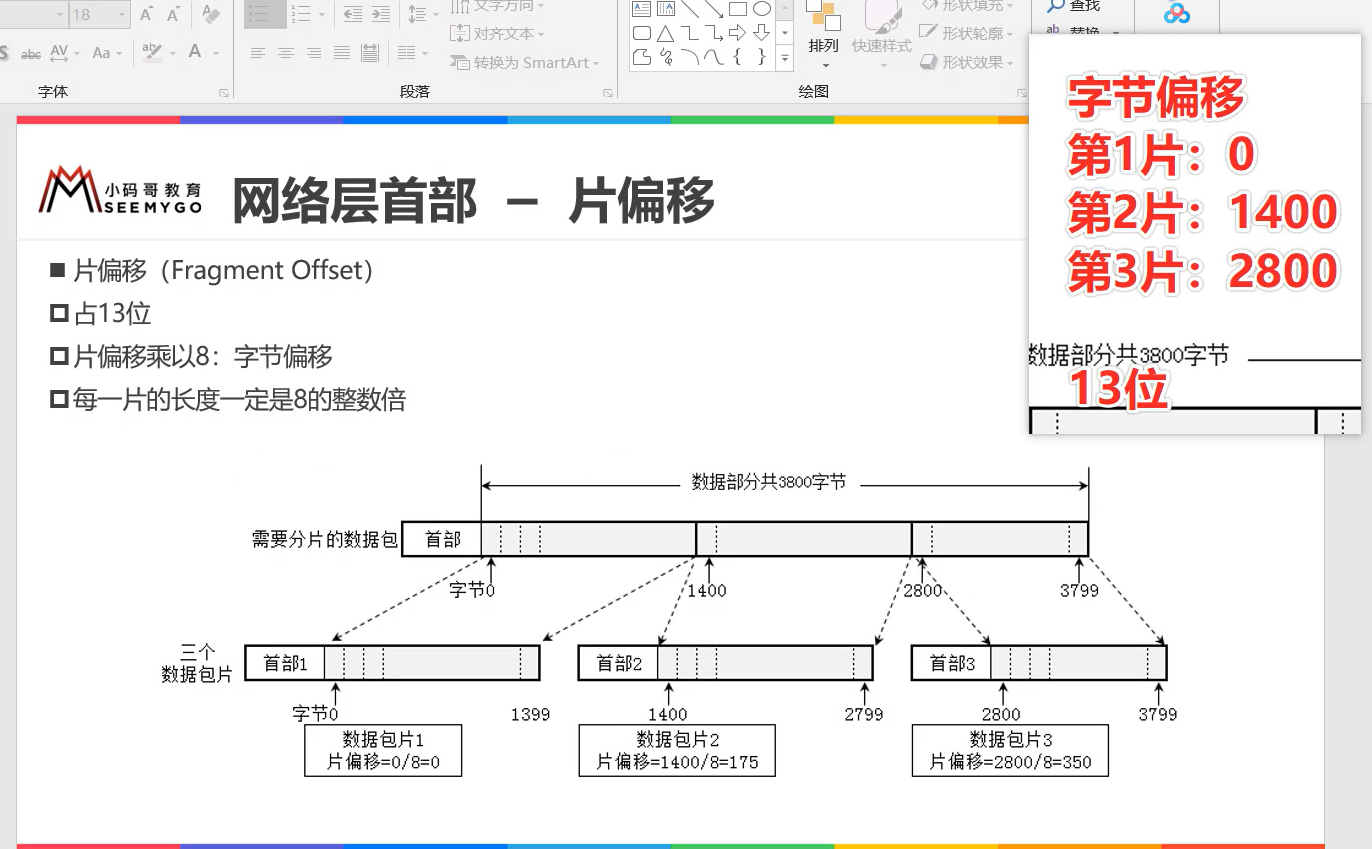 18
A A
文字方向
对齐文本
转换为 SmartArt
排列
快速样式
形状填充
形状轮廓
形状效果
查找
替换
S abc AV Aa aby A
字体
段落
绘图
小码哥教育
SEEMYGO
网络层首部 – 片偏移
■ 片偏移（Fragment Offset）
占13位
片偏移乘以8：字节偏移
每一片的长度一定是8的整数倍
字节偏移
第1片：0
第2片：1400
第3片：2800
数据部分共3800字节
13位
数据部分共3800字节
需要分片的数据包
首部
字节0
1400
2800
3799
三个
数据包片
首部1
首部2
首部3
字节0
1399
1400
2799
2800
3799
数据包片1
片偏移=0/8=0
数据包片2
片偏移=1400/8=175
数据包片3
片偏移=2800/8=350